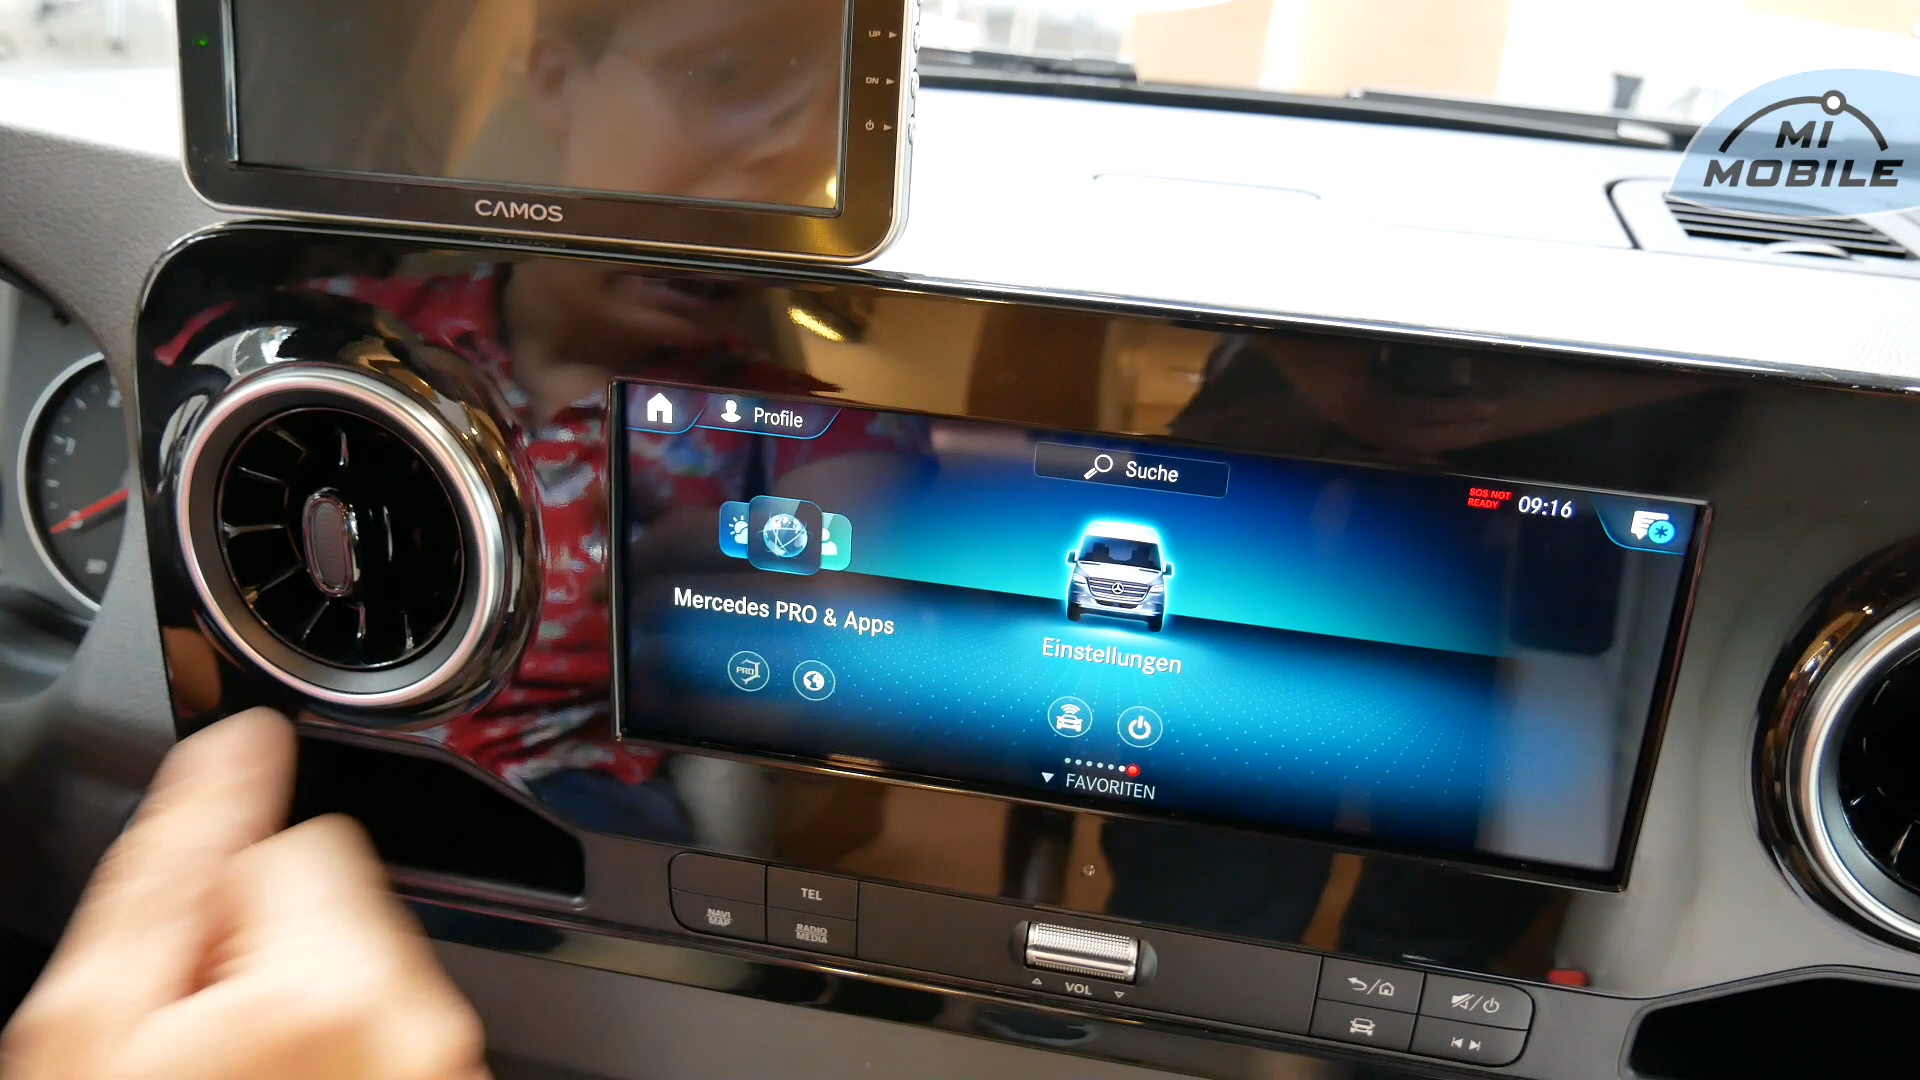 UP
DN
CAMOS
MI
MOBILE
Profile
Suche
SOS NOT
READY
09:16
Mercedes PRO & Apps
Einstellungen
PRO
FAVORITEN
NAVI
MAP
TEL
RADIO
MEDIA
VOL